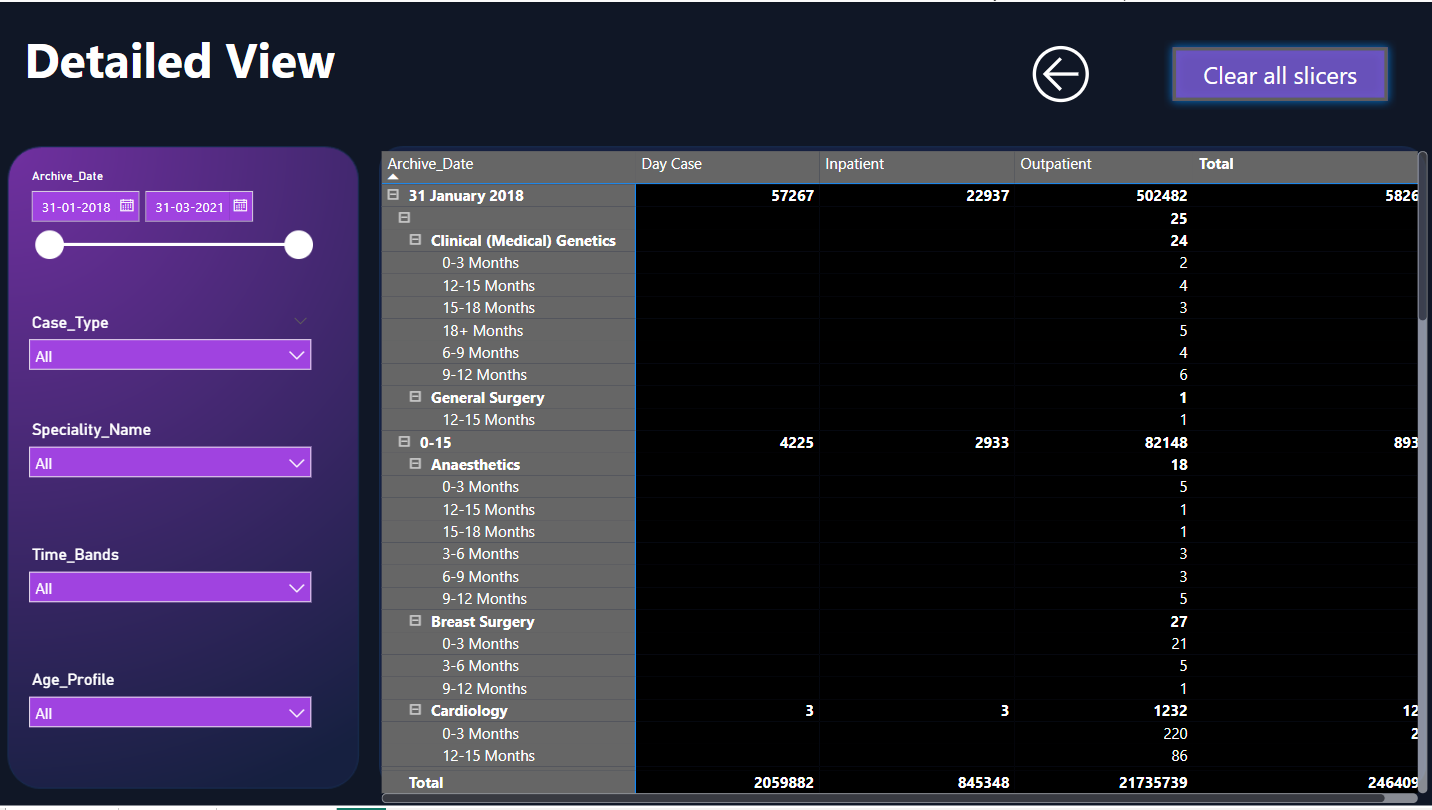 Detailed View
Clear all slicers
Archive_Date
31-01-2018 31-03-2021
Case_Type
All
Speciality_Name
All
Time_Bands
All
Age_Profile
All
Archive_Date Day Case Inpatient Outpatient Total
31 January 2018 57267 22937 502482 5826
25
Clinical (Medical) Genetics 24
0-3 Months 2
12-15 Months 4
15-18 Months 3
18+ Months 5
6-9 Months 4
9-12 Months 6
General Surgery 1
12-15 Months 1
0-15 4225 2933 82148 893
Anaesthetics 18
0-3 Months 5
12-15 Months 1
15-18 Months 1
3-6 Months 3
6-9 Months 3
9-12 Months 5
Breast Surgery 27
0-3 Months 21
3-6 Months 5
9-12 Months 1
Cardiology 3 3 1232 12
0-3 Months 220 2
12-15 Months 86
Total 2059882 845348 21735739 246409